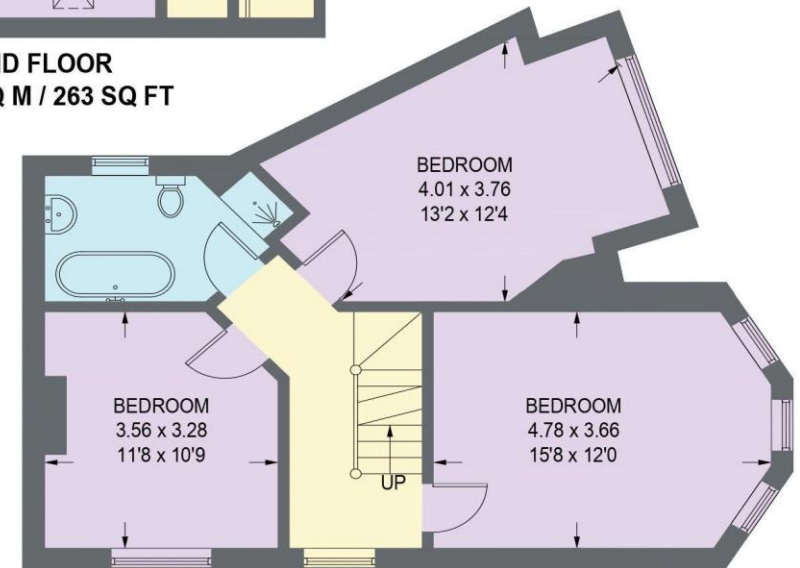 FLOOR
M / 263 SQ FT
BEDROOM
4.01 x 3.76
13'2 x 12'4
BEDROOM
3.56 x 3.28
11'8 x 10'9
BEDROOM
4.78 x 3.66
15'8 x 12'0
UP